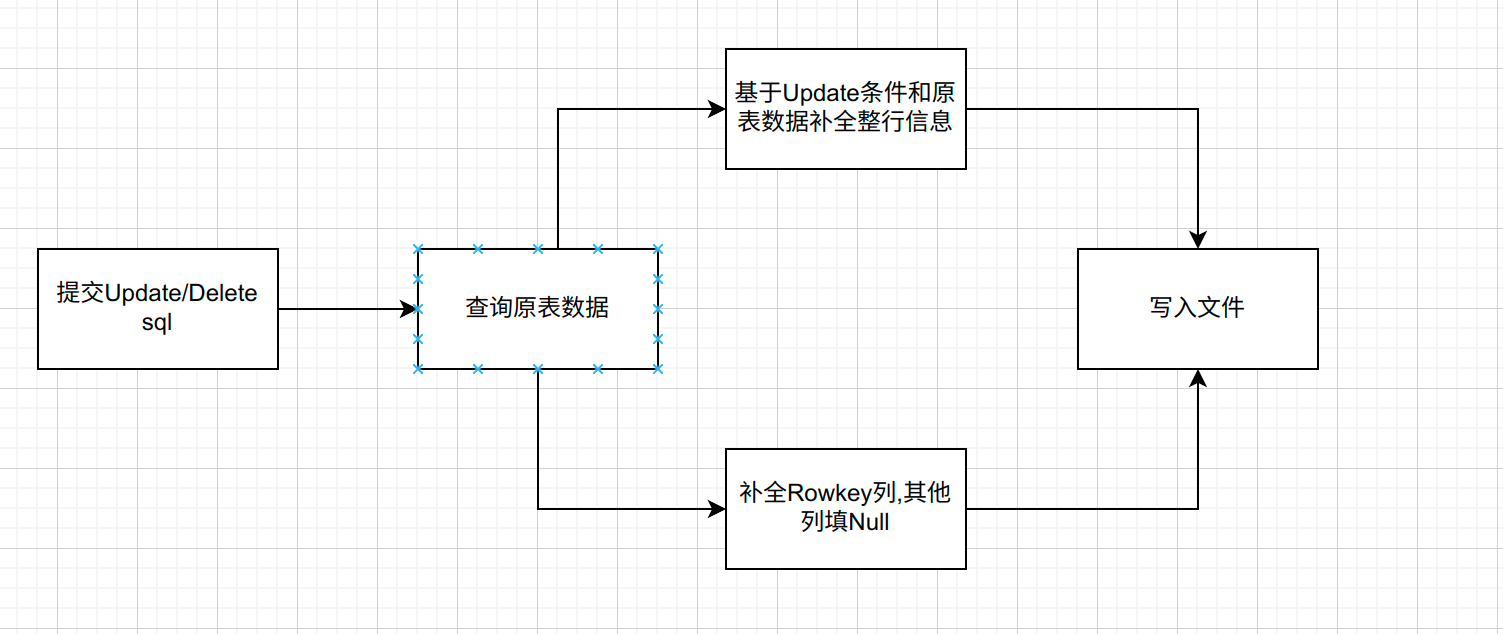 基于Update条件和原
表数据补全整行信息
提交Update/Delete
sql
查询原表数据
写入文件
补全Rowkey列,其他
列填Null